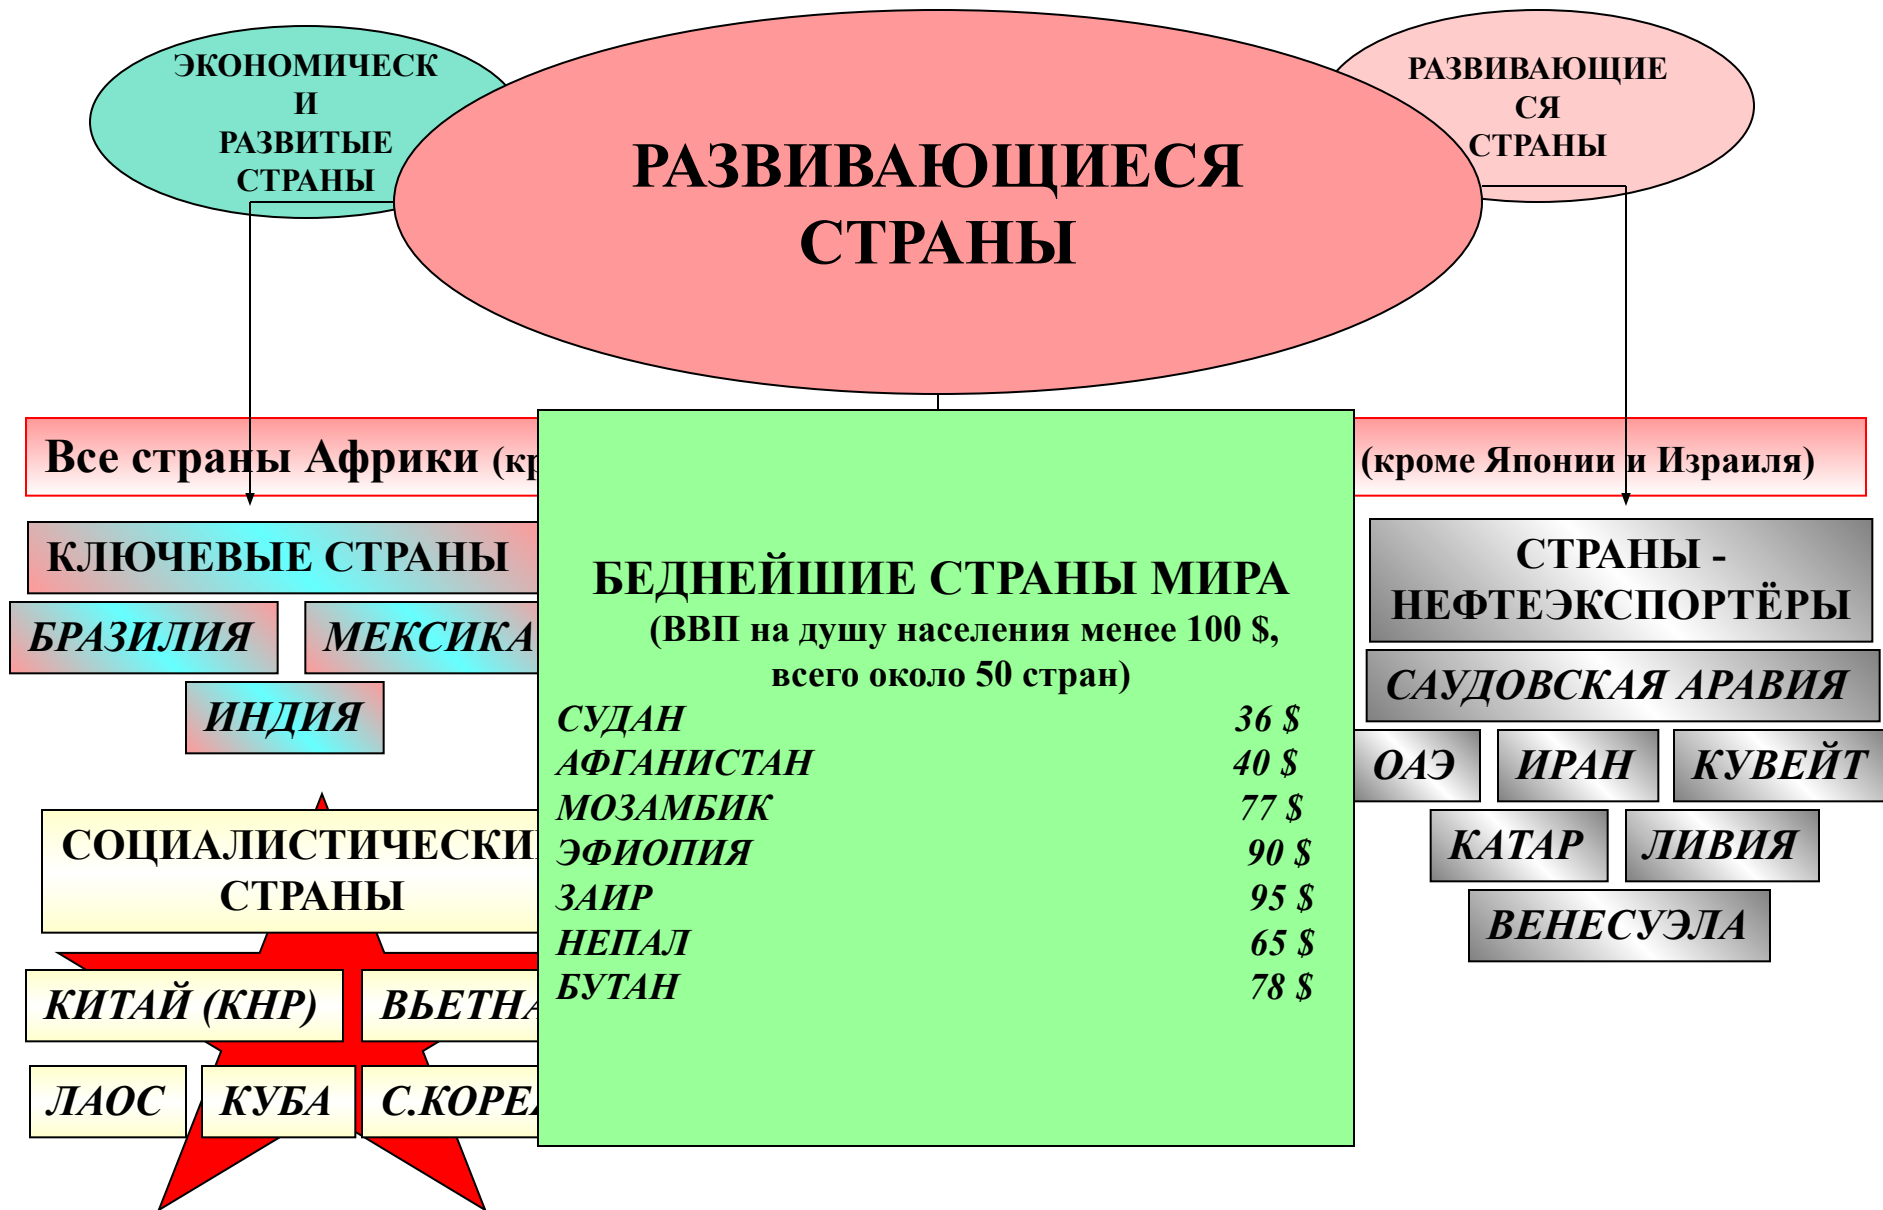 ЭКОНОМИЧЕСК
И
РАЗВИТЫЕ
СТРАНЫ
РАЗВИВАЮЩИЕСЯ
СТРАНЫ
РАЗВИВАЮЩИЕ
СЯ
СТРАНЫ
Все страны Африки
(кроме Японии и Израиля)
КЛЮЧЕВЫЕ СТРАНЫ
БРАЗИЛИЯ
МЕКСИКА
ИНДИЯ
СОЦИАЛИСТИЧЕСКИ
СТРАНЫ
КИТАЙ (КНР)
ВЬЕТНА
ЛАОС
КУБА
С.КОРЕ
БЕДНЕЙШИЕ СТРАНЫ МИРА
(ВВП на душу населения менее 100 $,
всего около 50 стран)
СУДАН 36 $
АФГАНИСТАН 40 $
МОЗАМБИК 77 $
ЭФИОПИЯ 90 $
ЗАИР 95 $
НЕПАЛ 65 $
БУТАН 78 $
СТРАНЫ -
НЕФТЕЭКСПОРТЁРЫ
САУДОВСКАЯ АРАВИЯ
ОАЭ
ИРАН
КУВЕЙТ
КАТАР
ЛИВИЯ
ВЕНЕСУЭЛА